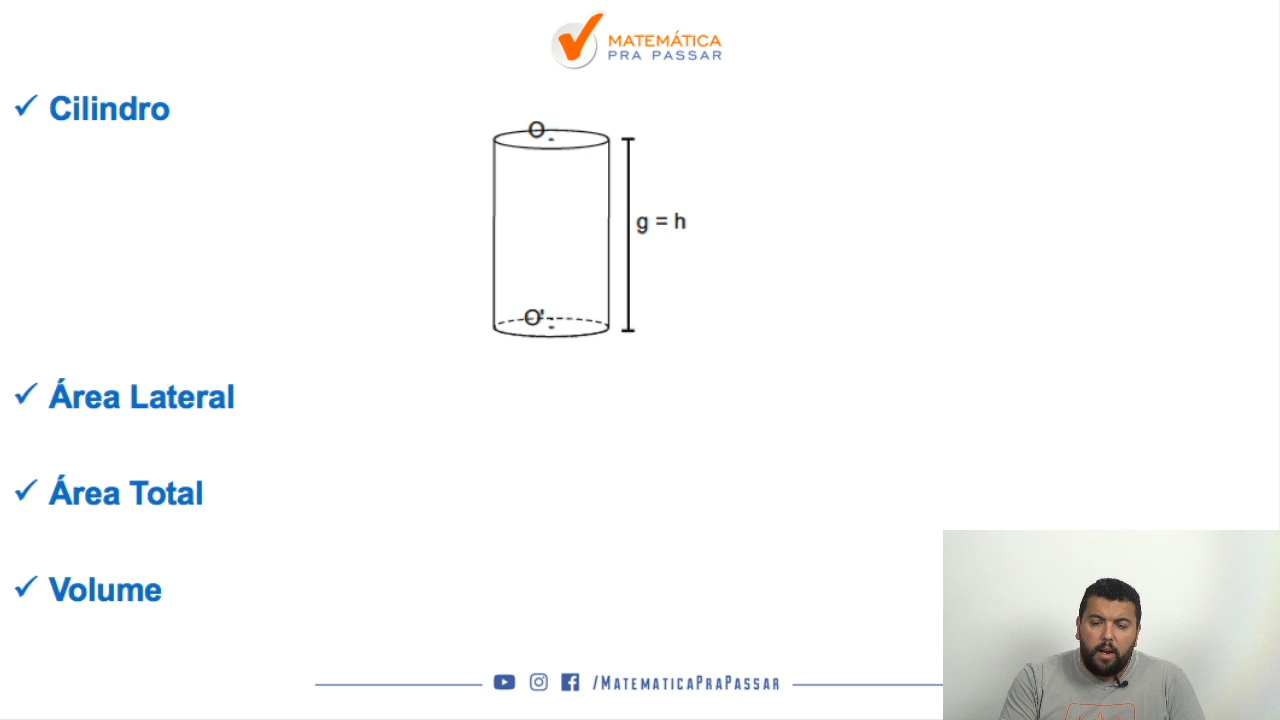 MATEMÁTICA
PRA PASSAR
Cilindro
O
g = h
O'
Área Lateral
Área Total
Volume
/MATEMATICAPRAPASSAR